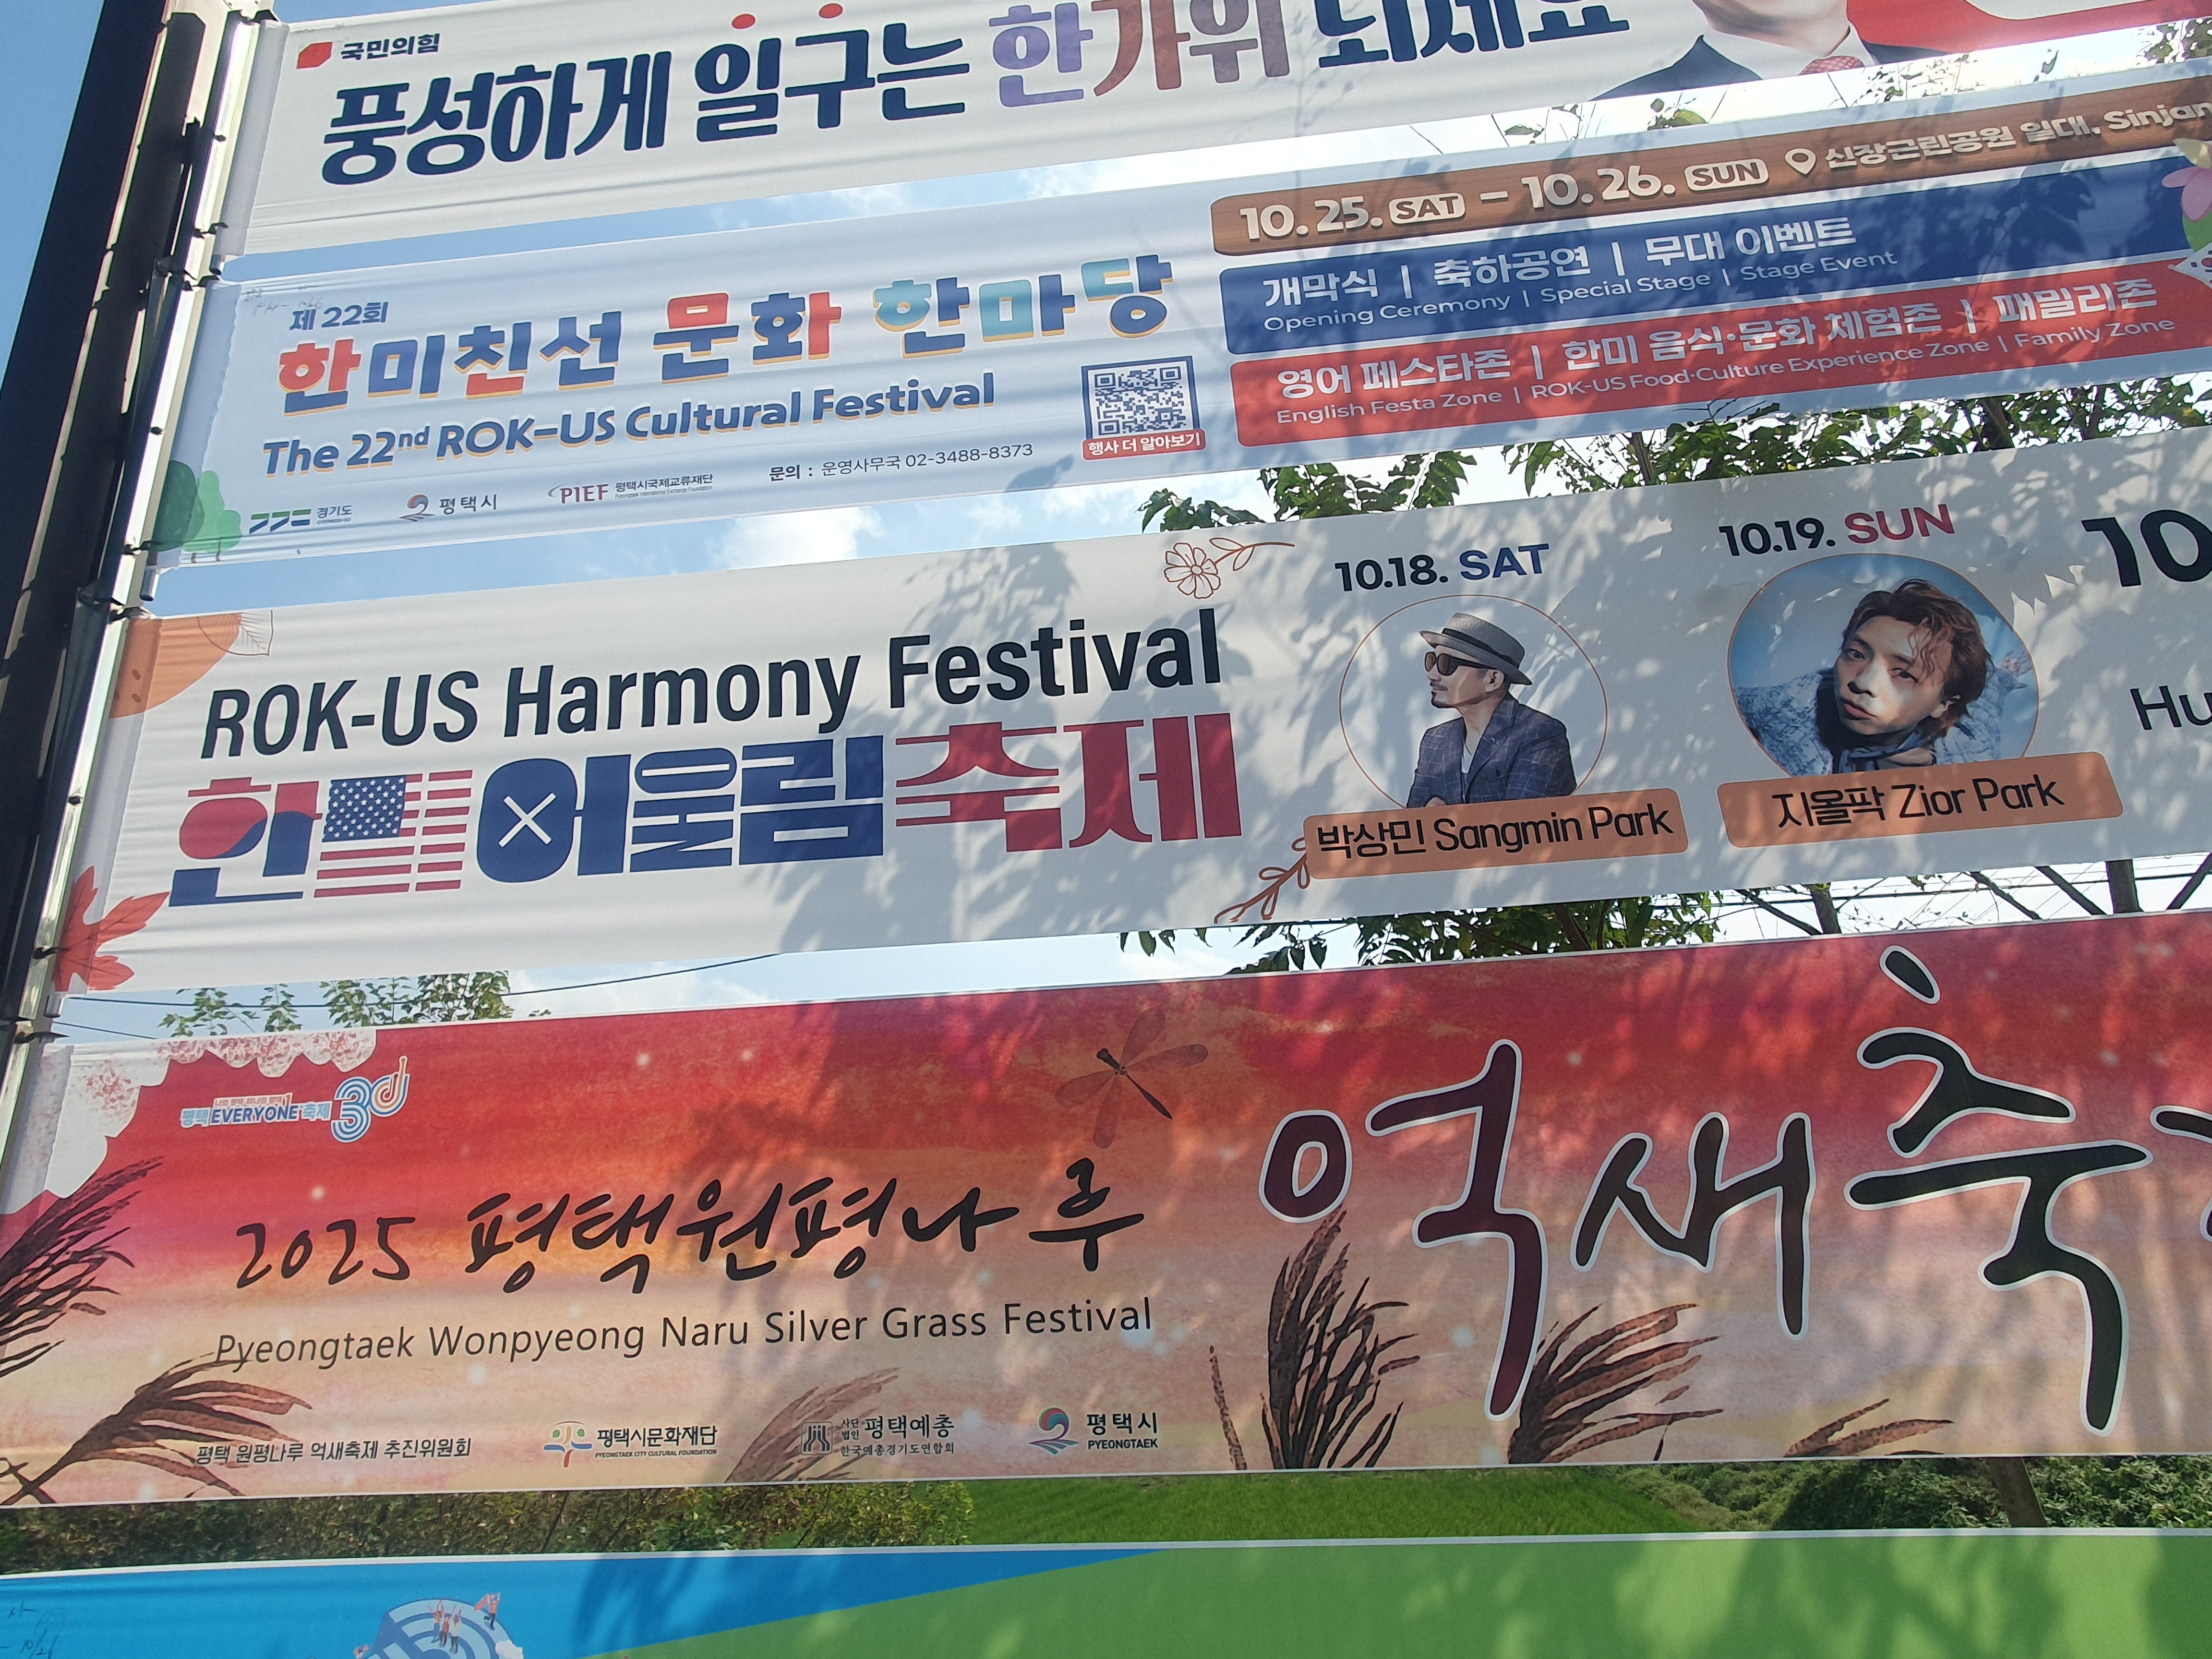 국민의힘
풍성하게 일구는 한가위 되세요
제 22회
한미친선 문화 한마당
The 22nd ROK-US Cultural Festival
경기도
평택시
PIEF 평택시국제교류재단
Pyeongtaek International Exchange Foundation
문의 : 운영사무국 02-3488-8373
행사 더 알아보기
10. 25. SAT – 10. 26. SUN 신장근린공원 일대, Sinjan
개막식 | 축하공연 | 무대 이벤트
Opening Ceremony | Special Stage | Stage Event
영어 페스타존 | 한미 음식·문화 체험존 | 패밀리존
English Festa Zone | ROK-US Food·Culture Experience Zone | Family Zone
ROK-US Harmony Festival
한미어울림축제
10.18. SAT
박상민 Sangmin Park
10.19. SUN
지올팍 Zior Park
10
Hu
평택 EVERYONE 축제 30
2025 평택원평나루
억새축제
Pyeongtaek Wonpyeong Naru Silver Grass Festival
평택 원평나루 억새축제 추진위원회
평택시문화재단
PYEONGTAEK CITY CULTURAL FOUNDATION
사단법인 평택예총
한국예총경기도연합회
평택시
PYEONGTAEK